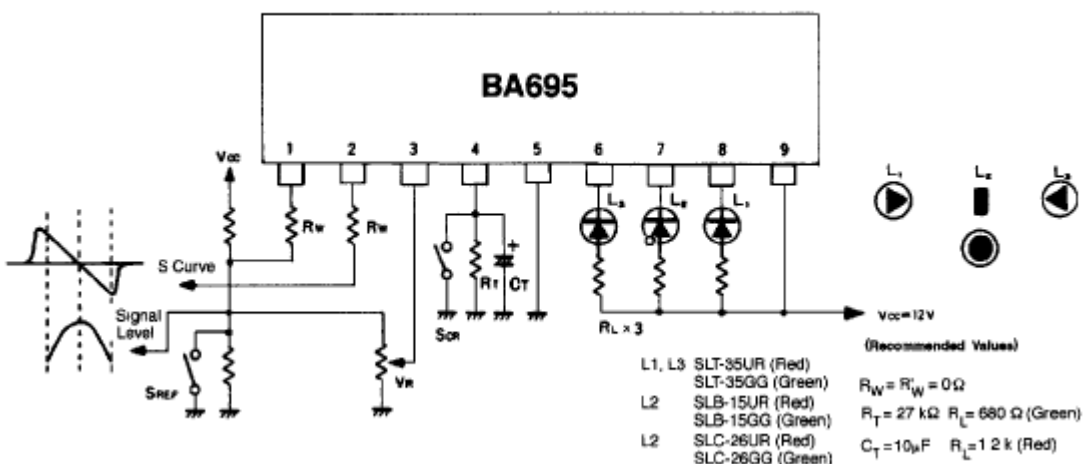 BA695
1 2 3 4 5 6 7 8 9
Vcc
Rw Rw
L3 L2 L1
L1 L2 L3
S Curve
RT CT +
Signal
Level
SCR
RL × 3
Vcc=12V
SREF
VR
(Recommended Values)
L1, L3 SLT-35UR (Red)
SLT-35GG (Green)
L2 SLB-15UR (Red)
SLB-15GG (Green)
L2 SLC-26UR (Red)
SLC-26GG (Green)
RW = R'W = 0 Ω
RT = 27 kΩ RL = 680 Ω (Green)
CT = 10μF RL = 1 2 k (Red)